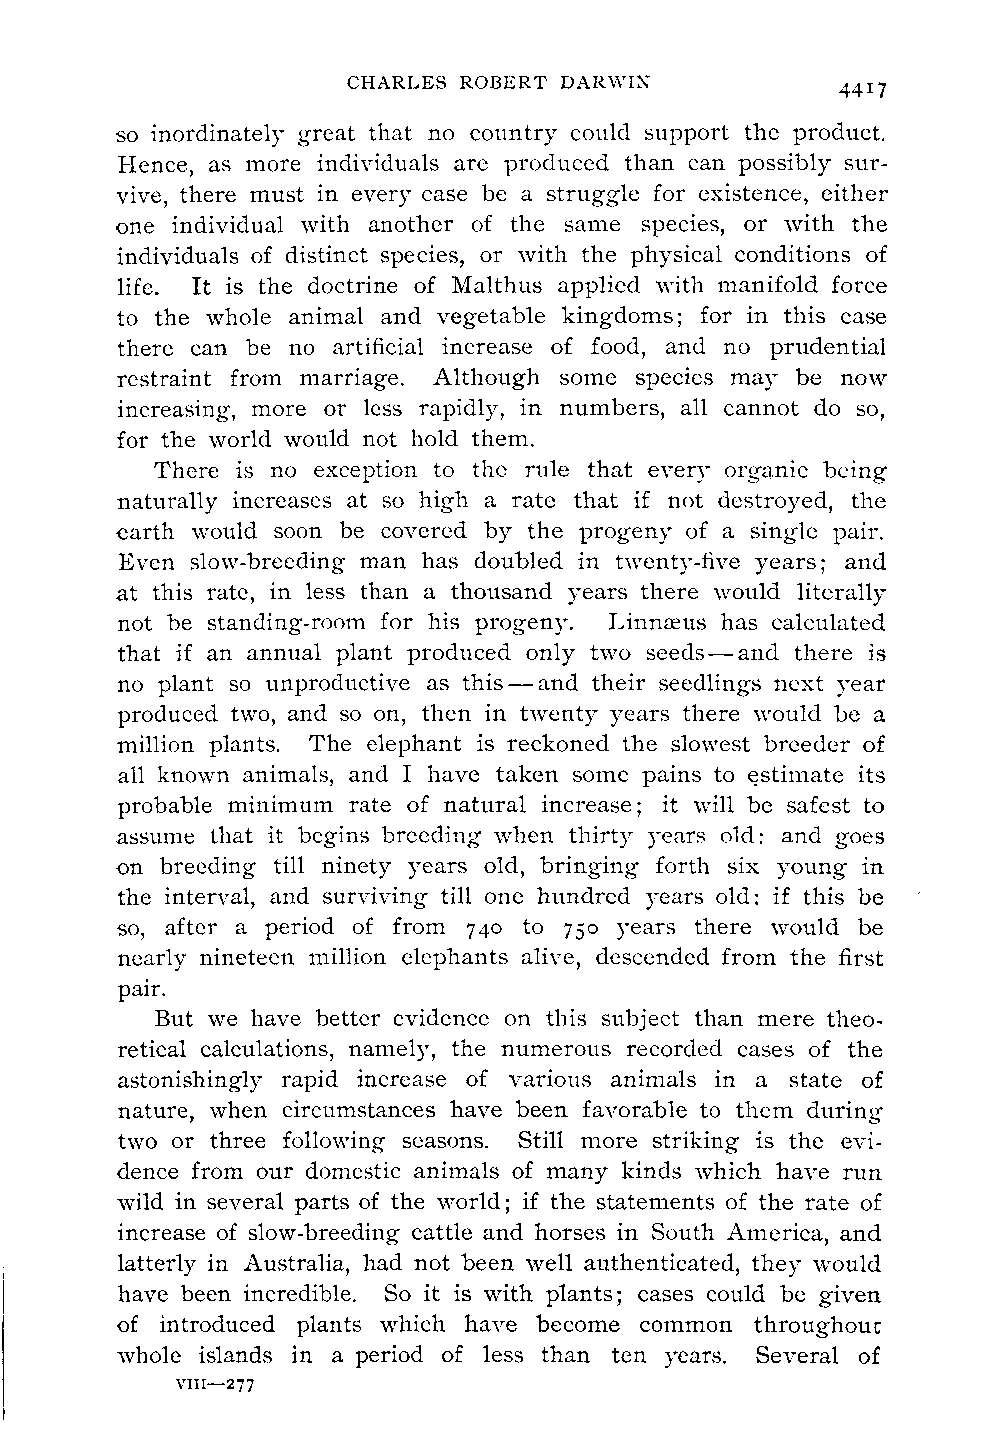 CHARLES ROBERT DARWIN
4417
so inordinately great that no country could support the product.
Hence, as more individuals are produced than can possibly sur-
vive, there must in every case be a struggle for existence, either
one individual with another of the same species, or with the
individuals of distinct species, or with the physical conditions of
life. It is the doctrine of Malthus applied with manifold force
to the whole animal and vegetable kingdoms; for in this case
there can be no artificial increase of food, and no prudential
restraint from marriage. Although some species may be now
increasing, more or less rapidly, in numbers, all cannot do so,
for the world would not hold them.
There is no exception to the rule that every organic being
naturally increases at so high a rate that if not destroyed, the
earth would soon be covered by the progeny of a single pair.
Even slow-breeding man has doubled in twenty-five years; and
at this rate, in less than a thousand years there would literally
not be standing-room for his progeny. Linnæus has calculated
that if an annual plant produced only two seeds—and there is
no plant so unproductive as this—and their seedlings next year
produced two, and so on, then in twenty years there would be a
million plants. The elephant is reckoned the slowest breeder of
all known animals, and I have taken some pains to estimate its
probable minimum rate of natural increase; it will be safest to
assume that it begins breeding when thirty years old; and goes
on breeding till ninety years old, bringing forth six young in
the interval, and surviving till one hundred years old; if this be
so, after a period of from 740 to 750 years there would be
nearly nineteen million elephants alive, descended from the first
pair.
But we have better evidence on this subject than mere theo-
retical calculations, namely, the numerous recorded cases of the
astonishingly rapid increase of various animals in a state of
nature, when circumstances have been favorable to them during
two or three following seasons. Still more striking is the evi-
dence from our domestic animals of many kinds which have run
wild in several parts of the world; if the statements of the rate of
increase of slow-breeding cattle and horses in South America, and
latterly in Australia, had not been well authenticated, they would
have been incredible. So it is with plants; cases could be given
of introduced plants which have become common throughout
whole islands in a period of less than ten years. Several of
VIII—277